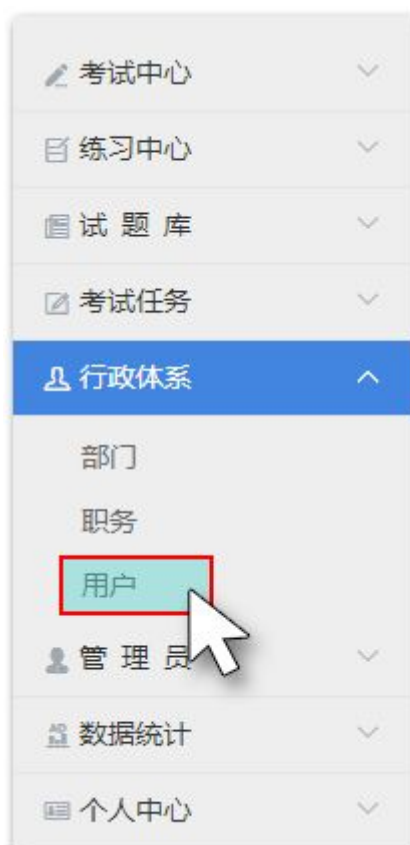 考试中心
练习中心
试 题 库
考试任务
行政体系
部门
职务
用户
管 理 员
数据统计
个人中心